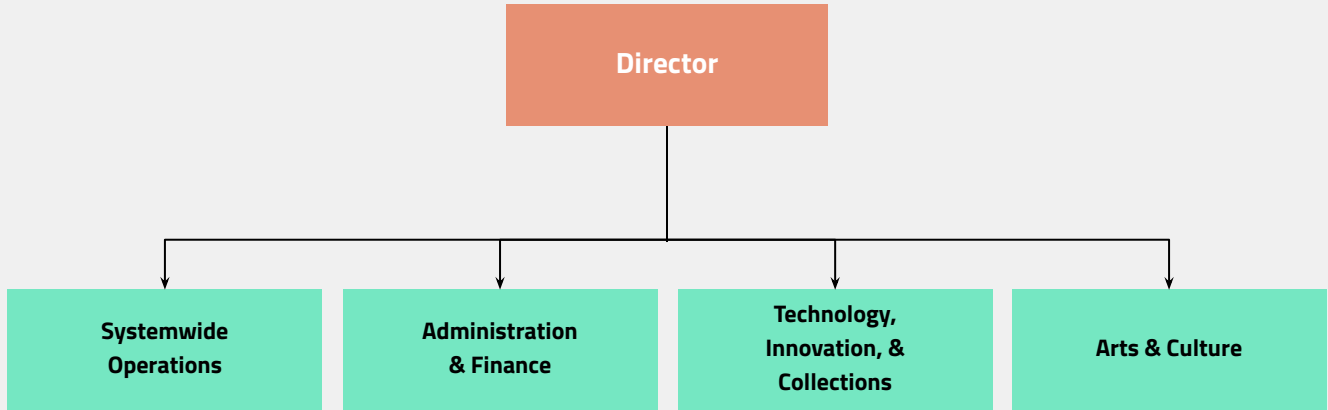 Director
Systemwide
Operations
Administration
& Finance
Technology,
Innovation, &
Collections
Arts & Culture